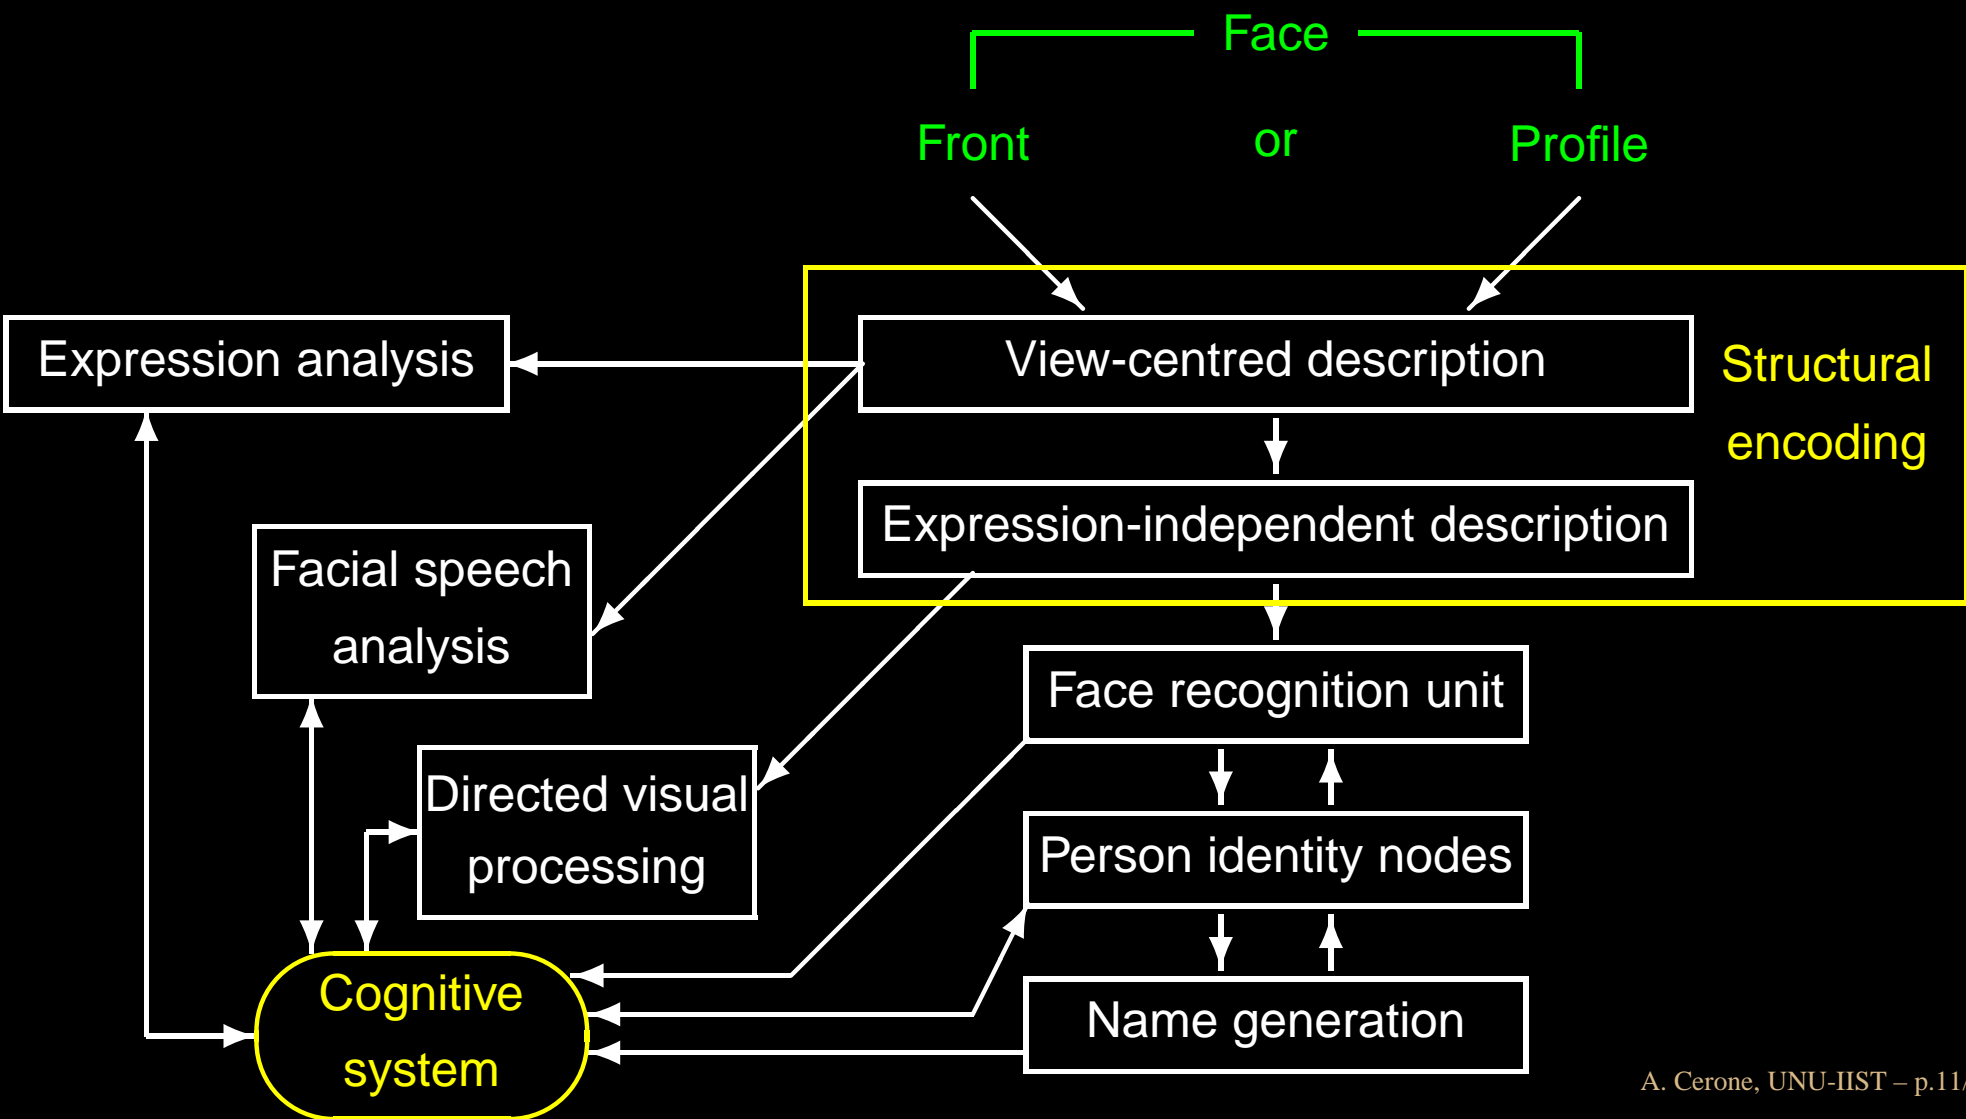 Face
Front or Profile
Expression analysis
View-centred description
Structural
encoding
Expression-independent description
Facial speech
analysis
Face recognition unit
Directed visual
processing
Person identity nodes
Cognitive
system
Name generation
A. Cerone, UNU-IIST – p.11/